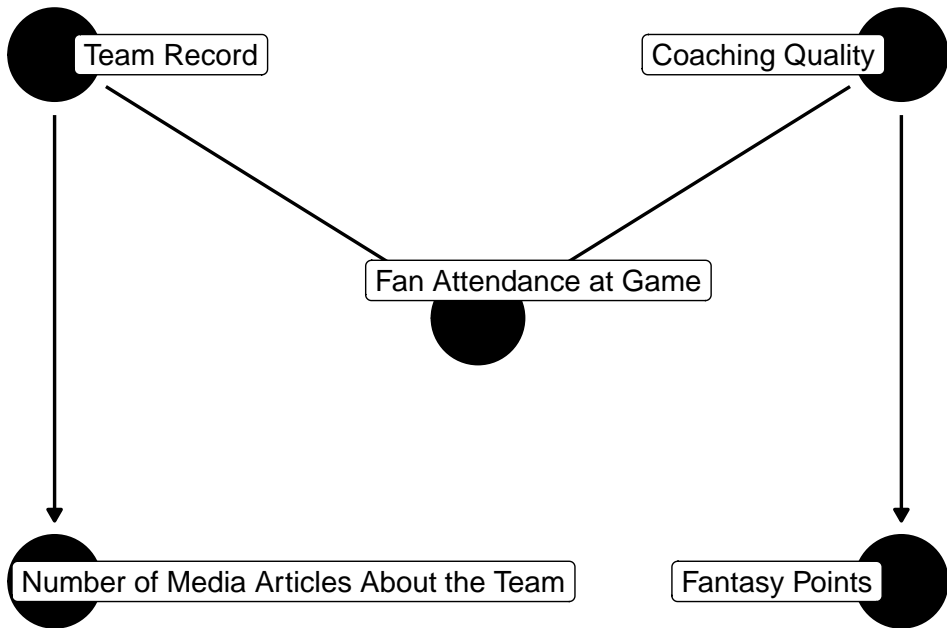 Team Record
Coaching Quality
Fan Attendance at Game
Number of Media Articles About the Team
Fantasy Points